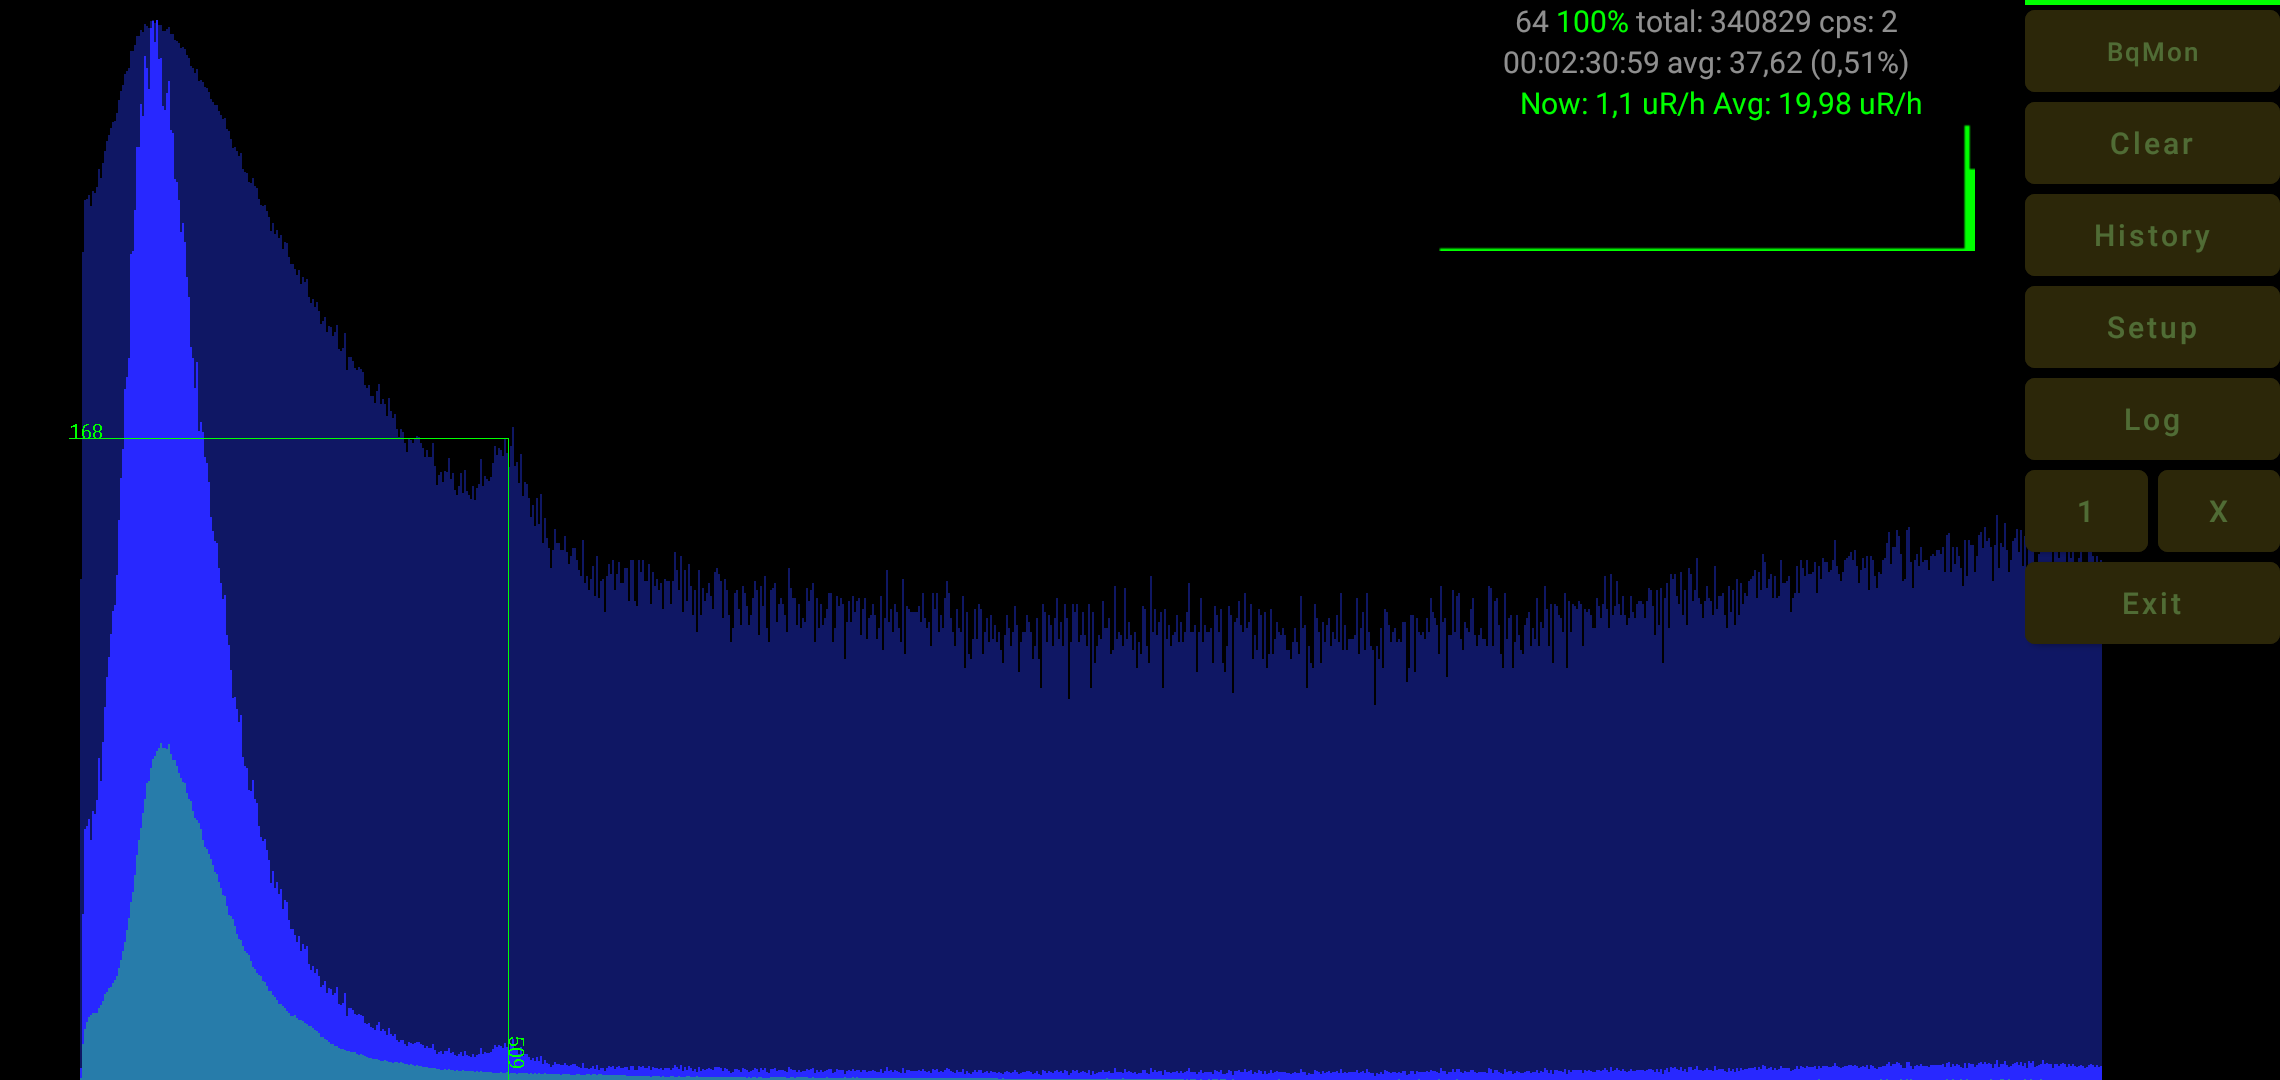 64 100% total: 340829 cps: 2
00:02:30:59 avg: 37,62 (0,51%)
Now: 1,1 uR/h Avg: 19,98 uR/h
BqMon
Clear
History
Setup
Log
1 X
Exit
168
509